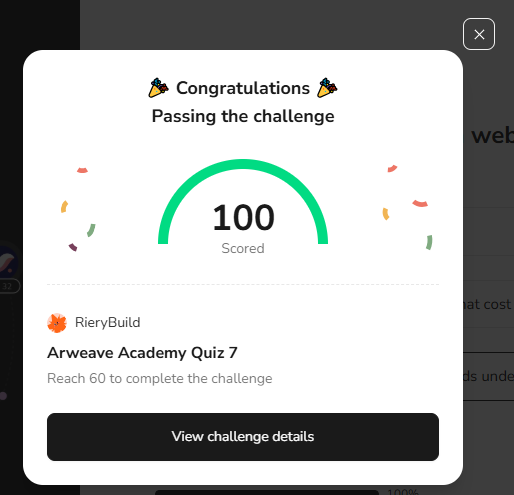 Congratulations
Passing the challenge
web
100
Scored
32
hat cost
RieryBuild
Arweave Academy Quiz 7
Reach 60 to complete the challenge
ds unde
View challenge details
100%